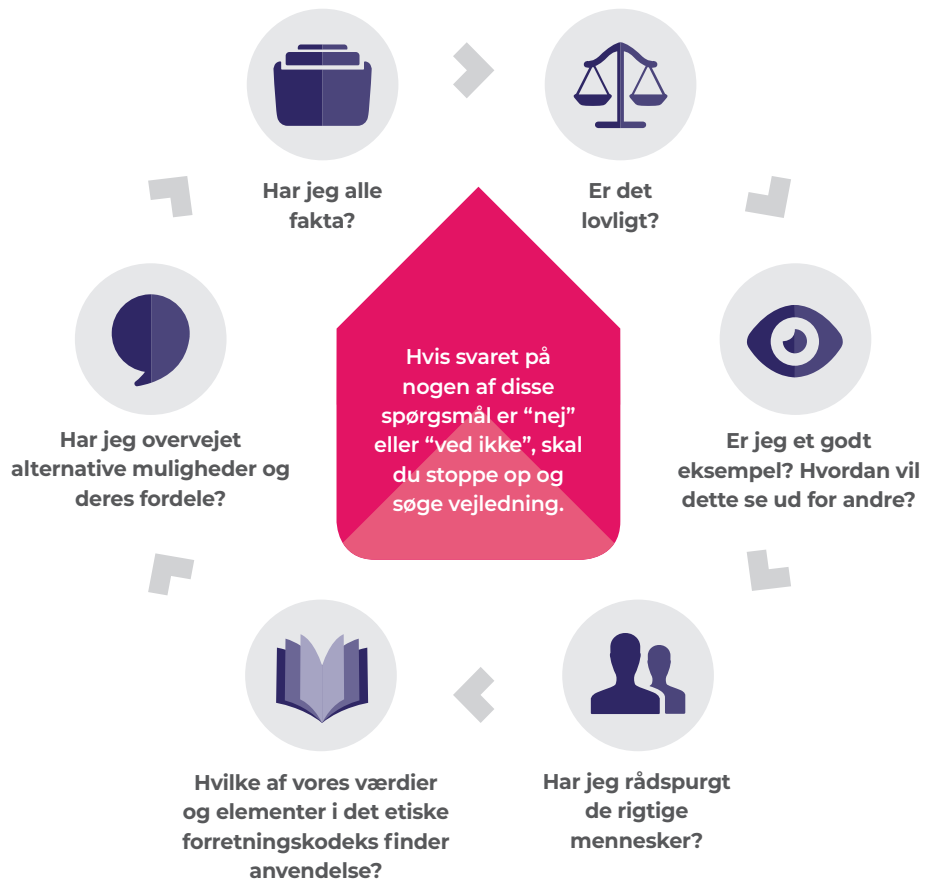 Har jeg alle
fakta?
Er det
lovligt?
Er jeg et godt
eksempel? Hvordan vil
dette se ud for andre?
Har jeg rådspurgt
de rigtige
mennesker?
Hvilke af vores værdier
og elementer i det etiske
forretningskodeks finder
anvendelse?
Har jeg overvejet
alternative muligheder og
deres fordele?
Hvis svaret på
nogen af disse
spørgsmål er “nej”
eller “ved ikke”, skal
du stoppe op og
søge vejledning.